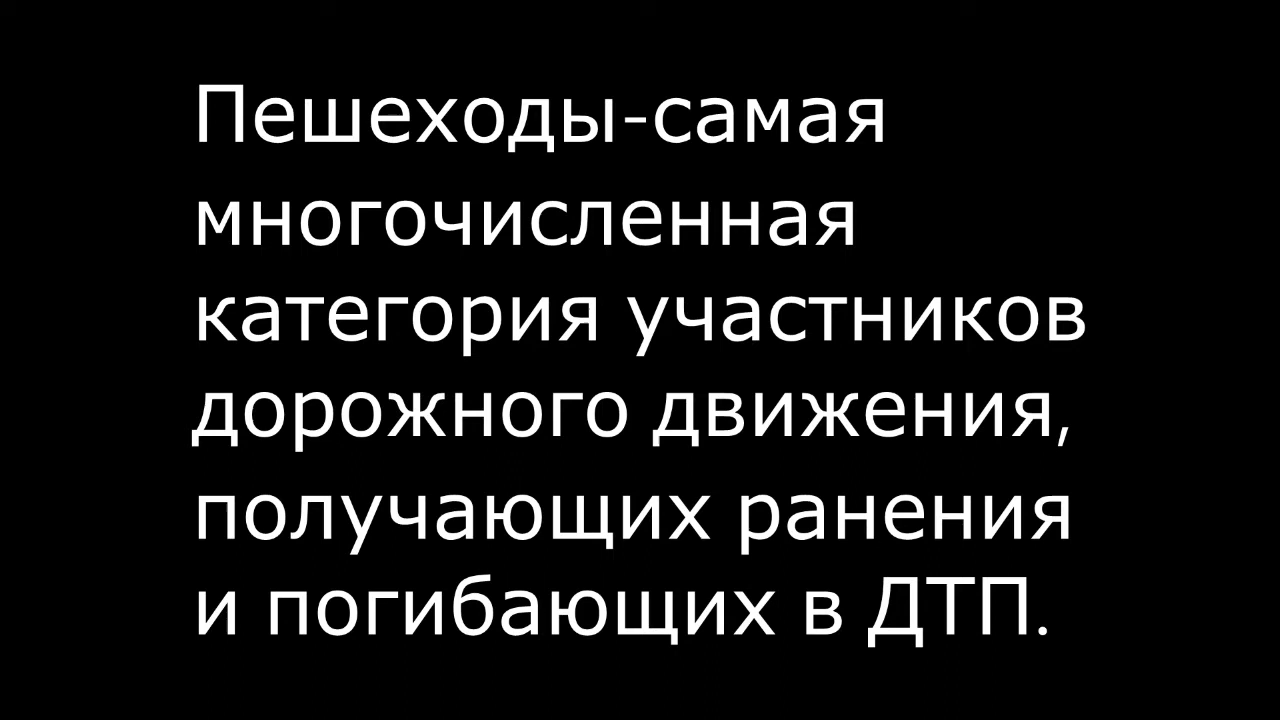 Пешеходы-самая
многочисленная
категория участников
дорожного движения,
получающих ранения
и погибающих в ДТП.